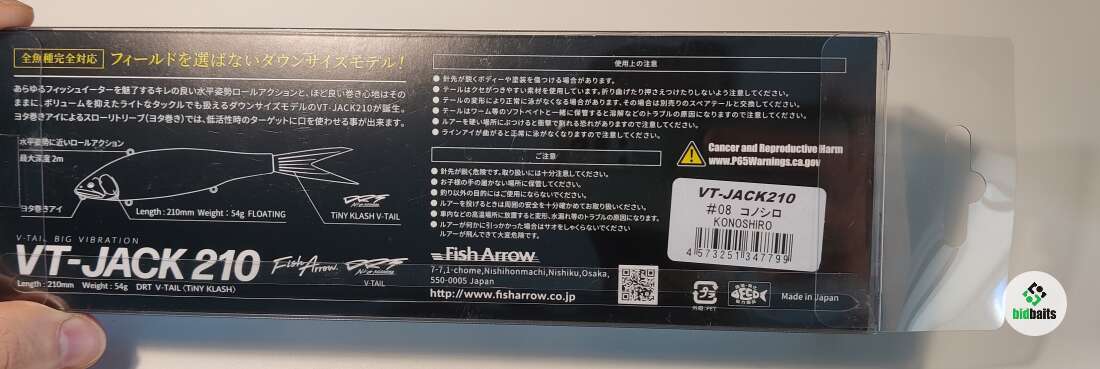 全魚種完全対応 フィールドを選ばないダウンサイズモデル!
あらゆるフィッシュイーターを魅了するキレの良い水平姿勢ロールアクションと、ほど良い巻き心地はその
ままに、ボリュームを抑えたライトなタックルでも扱えるダウンサイズモデルのVT-JACK210が誕生。
ヨタ巻きアイによるスローリトリーブ(ヨタ巻き)では、低活性時のターゲットに口を使わせる事が出来ます。
水平姿勢に近いロールアクション
最大深度2m
ヨタ巻きアイ
Length : 210mm Weight : 54g FLOATING
DRT
TiNY KLASH V-TAIL
V-TAIL BIG VIBRATION
VT-JACK 210
Fish Arrow
DRT
V-TAIL
Length : 210mm Weight : 54g DRT V-TAIL〈TiNY KLASH〉
使用上の注意
● 針先が鋭くボディーや塗装を傷つける場合があります。
● テールはクセがつきやすい素材を使用しています。折り曲げたり押さえつけたりしないよう注意してください。
● テールの変形により正常に泳がなくなる場合があります。その場合は別売りのスペアテールと交換してください。
● テールはワーム等のソフトベイトと一緒に保管すると溶解などのトラブルの原因になりますので注意してください。
● ルアーを硬い場所にぶつけると衝撃で割れる恐れがありますので注意してください。
● ラインアイが曲がると正常に泳がなくなりますので注意してください。
ご注意
● 針先が鋭く危険です。取り扱いには十分注意してください。
● お子様の手の届かない場所に保管してください。
● 釣り以外の目的にはご使用にならないでください。
● ルアーを投げるときは周囲の安全を十分確かめてお取り扱いください。
● 車内などの高温場所に放置すると変形、水漏れ等のトラブルの原因になります。
● ルアーが何かに引っかかった場合はサオをしゃくらないでください
ルアーが飛んできて大変危険です。
Fish Arrow
7-7,1-chome,Nishihonmachi,Nishiku,Osaka,
550-0005 Japan
http://www.fisharrow.co.jp
Cancer and Reproductive Harm
www.P65Warnings.ca.gov
VT-JACK210
#08 コノシロ
KONOSHIRO
4573251347799
プラ
外殻:PET
Made in Japan
bidbaits